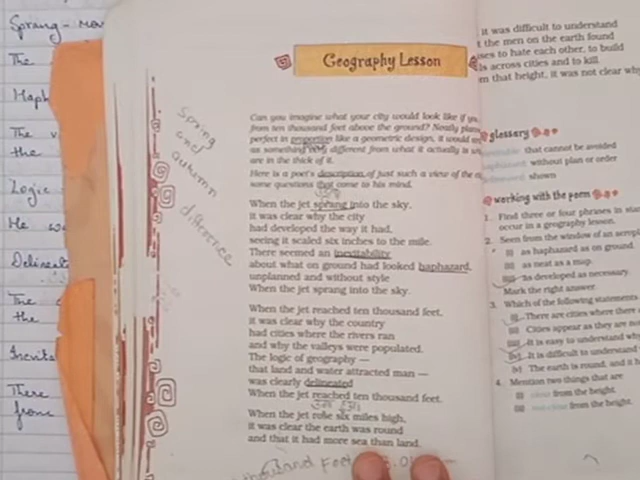 Sprang -
The
Haph
The
the
Logic
He
Delineat
The
the
Inevita
There
from
Spring
and
autumn
difference
Geography Lesson
Can you imagine what your city would look like if you
from ten thousand feet above the ground? Neatly
perfect in proportion like a geometric design, it would
as something very different from what it actually is
are in the thick of it.
Here is a poet's description of just such a view of the
some questions that come to his mind.
When the jet sprang into the sky,
it was clear why the city
had developed the way it had,
seeing it scaled six inches to the mile.
There seemed an inevitability
about what on ground had looked haphazard,
unplanned and without style
When the jet sprang into the sky.
When the jet reached ten thousand feet,
it was clear why the country
had cities where the rivers ran
and why the valleys were populated.
The logic of geography —
that land and water attracted man —
was clearly delineated
When the jet reached ten thousand feet.
When the jet rose six miles high,
it was clear the earth was round
and that it had more sea than land.
Feet
it was difficult to understand
t the men on the earth found
ses to hate each other, to build
ls across cities and to kill.
m that height, it was not clear why
glossary
that cannot be avoided
without plan or order
shown
working with the poem
1. Find three or four phrases in
occur in a geography lesson.
2. Seen from the window of an
(i) as haphazard as on ground.
(ii) as neat as a map.
(iii) as developed as necessary.
Mark the right answer.
3. Which of the following statements
(i) There are cities where there
(ii) Cities appear as they are
(iii) It is easy to understand
(iv) It is difficult to understand
(v) The earth is round, and it
4. Mention two things that are
(i) clear from the height.
(ii) not clear from the height.